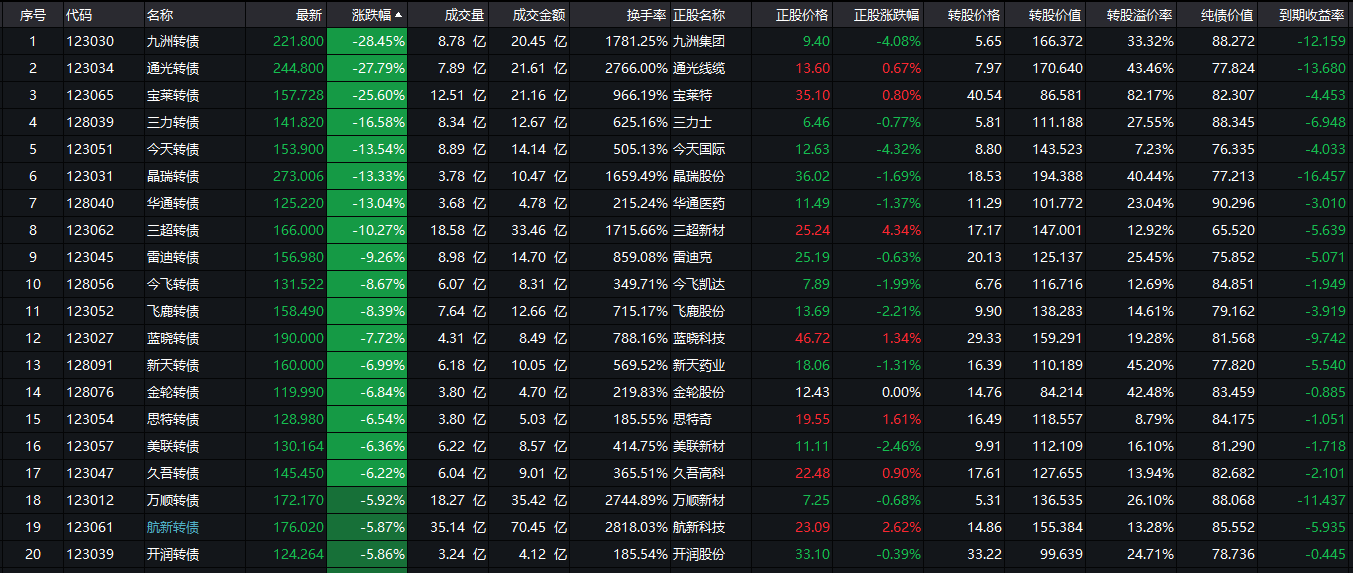 序号 代码 名称 最新 涨跌幅 成交量 成交金额 换手率 正股名称 正股价格 正股涨跌幅 转股价格 转股价值 转股溢价率 纯债价值 到期收益率
1 123030 九洲转债 221.800 -28.45% 8.78 亿 20.45 亿 1781.25% 九洲集团 9.40 -4.08% 5.65 166.372 33.32% 88.272 -12.159
2 123034 通光转债 244.800 -27.79% 7.89 亿 21.61 亿 2766.00% 通光线缆 13.60 0.67% 7.97 170.640 43.46% 77.824 -13.680
3 123065 宝莱转债 157.728 -25.60% 12.51 亿 21.16 亿 966.19% 宝莱特 35.10 0.80% 40.54 86.581 82.17% 82.307 -4.453
4 128039 三力转债 141.820 -16.58% 8.34 亿 12.67 亿 625.16% 三力士 6.46 -0.77% 5.81 111.188 27.55% 88.345 -6.948
5 123051 今天转债 153.900 -13.54% 8.89 亿 14.14 亿 505.13% 今天国际 12.63 -4.32% 8.80 143.523 7.23% 76.335 -4.033
6 123031 晶瑞转债 273.006 -13.33% 3.78 亿 10.47 亿 1659.49% 晶瑞股份 36.02 -1.69% 18.53 194.388 40.44% 77.213 -16.457
7 128040 华通转债 125.220 -13.04% 3.68 亿 4.78 亿 215.24% 华通医药 11.49 -1.37% 11.29 101.772 23.04% 90.296 -3.010
8 123062 三超转债 166.000 -10.27% 18.58 亿 33.46 亿 1715.66% 三超新材 25.24 4.34% 17.17 147.001 12.92% 65.520 -5.639
9 123045 雷迪转债 156.980 -9.26% 8.98 亿 14.70 亿 859.08% 雷迪克 25.19 -0.63% 20.13 125.137 25.45% 75.852 -5.071
10 128056 今飞转债 131.522 -8.67% 6.07 亿 8.31 亿 349.71% 今飞凯达 7.89 -1.99% 6.76 116.716 12.69% 84.851 -1.949
11 123052 飞鹿转债 158.490 -8.39% 7.64 亿 12.66 亿 715.17% 飞鹿股份 13.69 -2.21% 9.90 138.283 14.61% 79.162 -3.919
12 123027 蓝晓转债 190.000 -7.72% 4.31 亿 8.49 亿 788.16% 蓝晓科技 46.72 1.34% 29.33 159.291 19.28% 81.568 -9.742
13 128091 新天转债 160.000 -6.99% 6.18 亿 10.05 亿 569.52% 新天药业 18.06 -1.31% 16.39 110.189 45.20% 77.820 -5.540
14 128076 金轮转债 119.990 -6.84% 3.80 亿 4.70 亿 219.83% 金轮股份 12.43 0.00% 14.76 84.214 42.48% 83.459 -0.885
15 123054 思特转债 128.980 -6.54% 3.80 亿 5.03 亿 185.55% 思特奇 19.55 1.61% 16.49 118.557 8.79% 84.175 -1.051
16 123057 美联转债 130.164 -6.36% 6.22 亿 8.57 亿 414.75% 美联新材 11.11 -2.46% 9.91 112.109 16.10% 81.290 -1.718
17 123047 久吾转债 145.450 -6.22% 6.04 亿 9.01 亿 365.51% 久吾高科 22.48 0.90% 17.61 127.655 13.94% 82.682 -2.101
18 123012 万顺转债 172.170 -5.92% 18.27 亿 35.42 亿 2744.89% 万顺新材 7.25 -0.68% 5.31 136.535 26.10% 88.068 -11.437
19 123061 航新转债 176.020 -5.87% 35.14 亿 70.45 亿 2818.03% 航新科技 23.09 2.62% 14.86 155.384 13.28% 85.552 -5.935
20 123039 开润转债 124.264 -5.86% 3.24 亿 4.12 亿 185.54% 开润股份 33.10 -0.39% 33.22 99.639 24.71% 78.736 -0.445